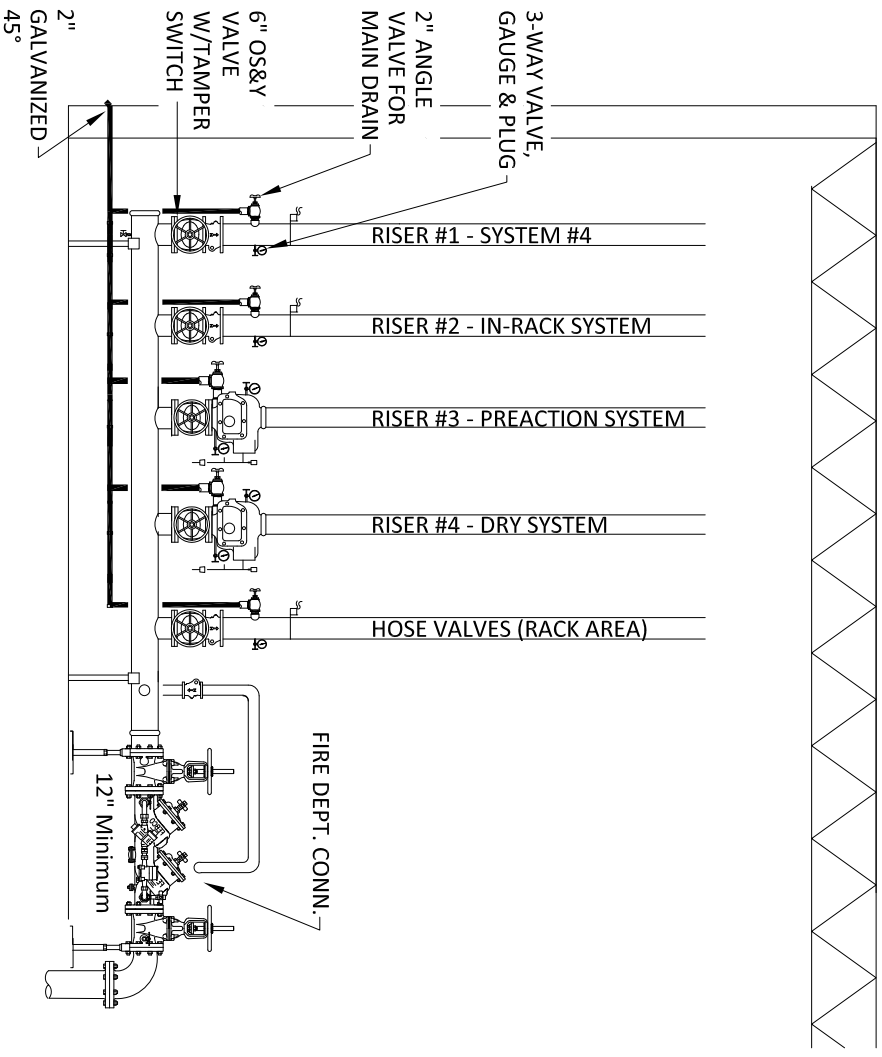 3-WAY VALVE,
GAUGE & PLUG
2" ANGLE
VALVE FOR
MAIN DRAIN
6" OS&Y
VALVE
W/TAMPER
SWITCH
2"
GALVANIZED
45°
RISER #1 - SYSTEM #4
RISER #2 - IN-RACK SYSTEM
RISER #3 - PREACTION SYSTEM
RISER #4 - DRY SYSTEM
HOSE VALVES (RACK AREA)
FIRE DEPT. CONN.
12" Minimum